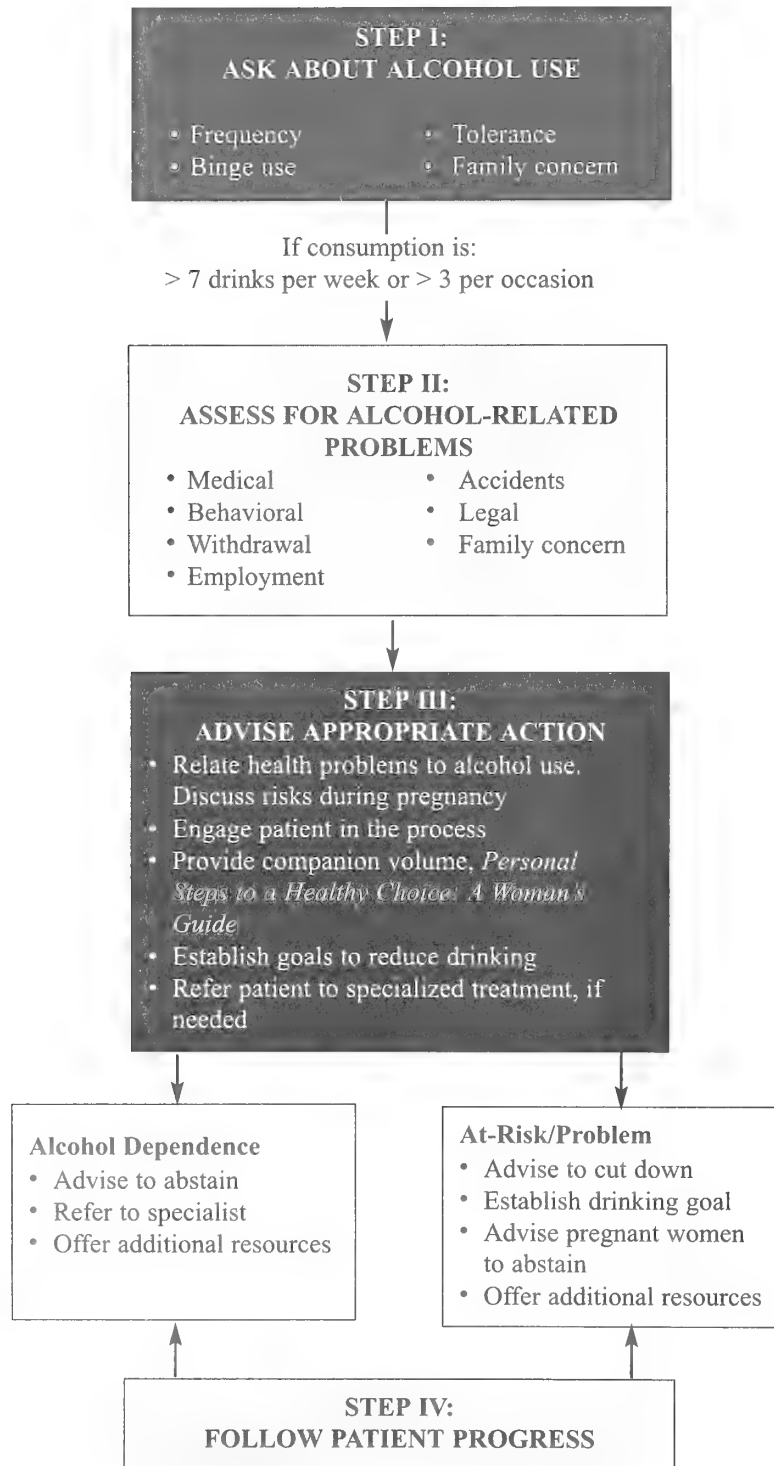 STEP I:
ASK ABOUT ALCOHOL USE
• Frequency
• Binge use
• Tolerance
• Family concern
If consumption is:
> 7 drinks per week or > 3 per occasion
STEP II:
ASSESS FOR ALCOHOL-RELATED
PROBLEMS
• Medical
• Behavioral
• Withdrawal
• Employment
• Accidents
• Legal
• Family concern
STEP III:
ADVISE APPROPRIATE ACTION
• Relate health problems to alcohol use.
Discuss risks during pregnancy
• Engage patient in the process
• Provide companion volume, Personal
Steps to a Healthy Choice: A Woman's
Guide
• Establish goals to reduce drinking
• Refer patient to specialized treatment, if
needed
Alcohol Dependence
• Advise to abstain
• Refer to specialist
• Offer additional resources
At-Risk/Problem
• Advise to cut down
• Establish drinking goal
• Advise pregnant women
to abstain
• Offer additional resources
STEP IV:
FOLLOW PATIENT PROGRESS